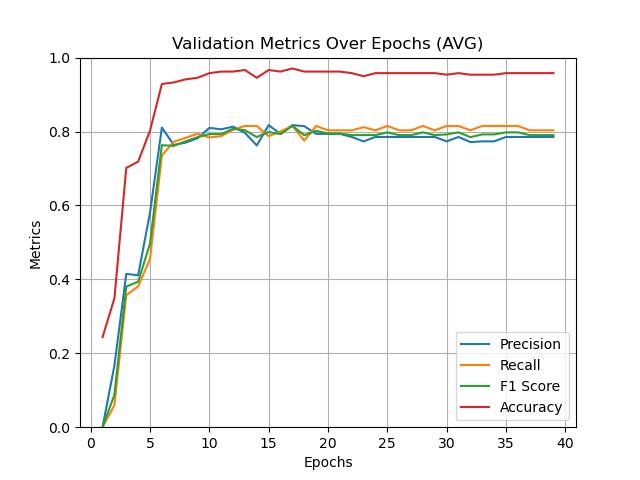 Validation Metrics Over Epochs (AVG)
1.0
0.8
0.6
0.4
0.2
0.0
Metrics
0 5 10 15 20 25 30 35 40
Epochs
Precision
Recall
F1 Score
Accuracy